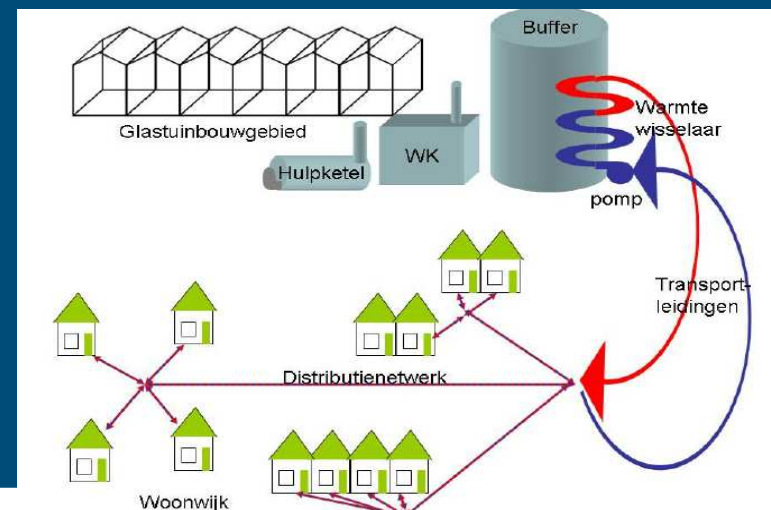 Buffer
Glastuinbouwgebied
Warmte
wisselaar
WK
Hulpketel
pomp
Transport-
leidingen
Distributienetwerk
Woonwijk